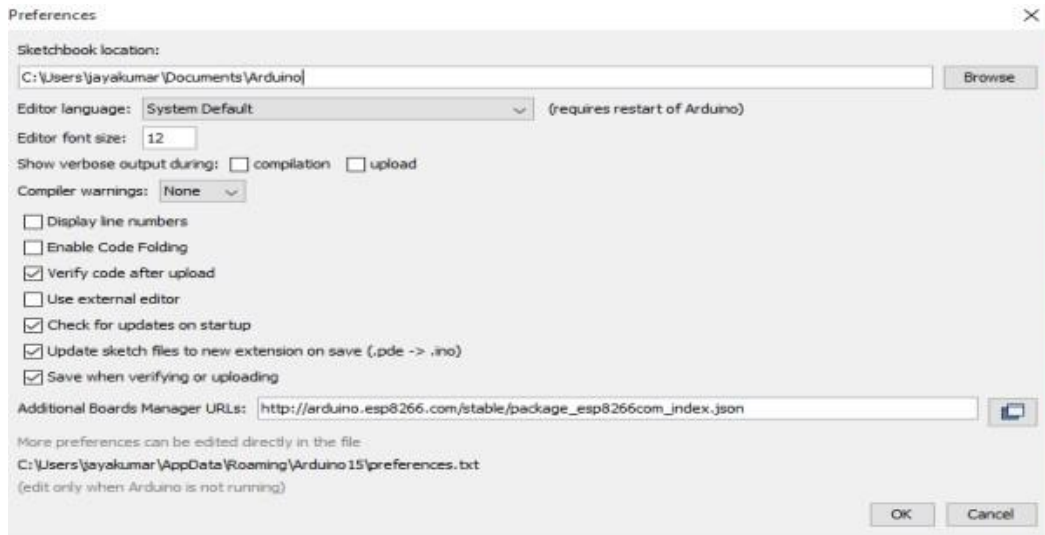 Preferences
Sketchbook location:
C:\Users\jayakumar\Documents\Arduino
Browse
Editor language: System Default (requires restart of Arduino)
Editor font size: 12
Show verbose output during: compilation upload
Compiler warnings: None
Display line numbers
Enable Code Folding
Verify code after upload
Use external editor
Check for updates on startup
Update sketch files to new extension on save (.pde -> .ino)
Save when verifying or uploading
Additional Boards Manager URLs: http://arduino.esp8266.com/stable/package_esp8266com_index.json
More preferences can be edited directly in the file
C:\Users\jayakumar\AppData\Roaming\Arduino15\preferences.txt
(edit only when Arduino is not running)
OK Cancel